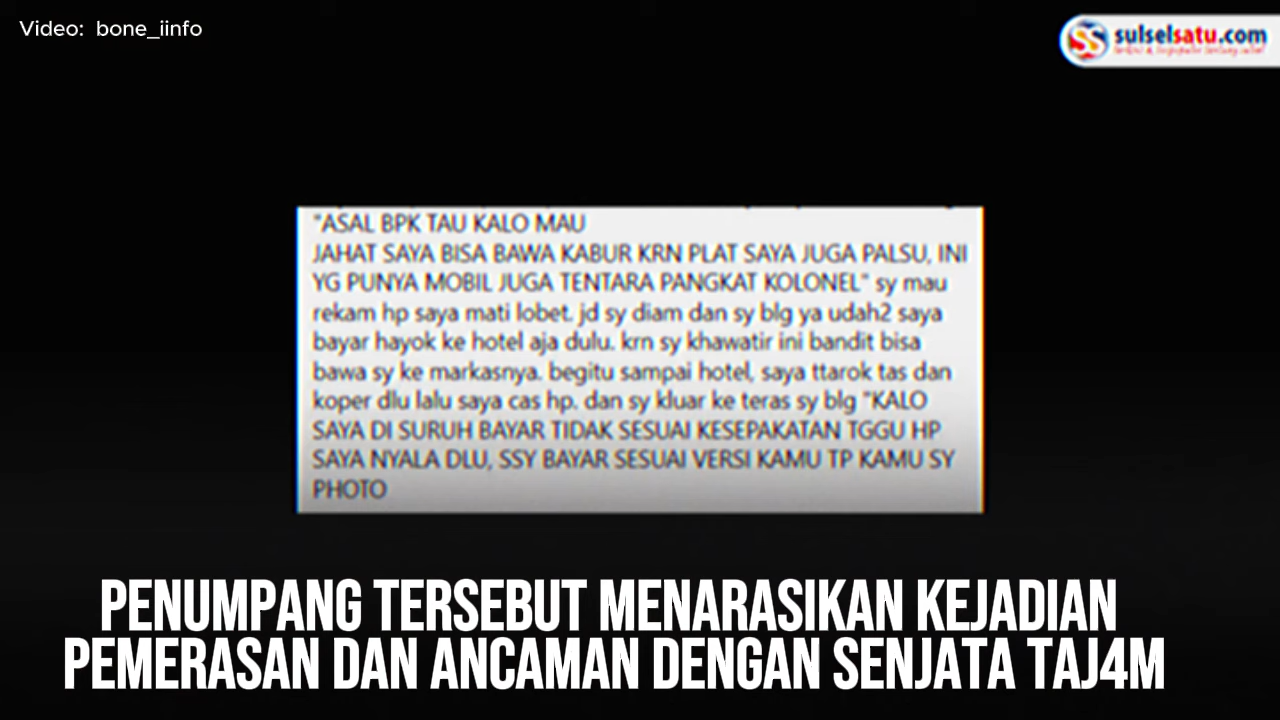 Video: bone_iinfo
sulselsatu.com
"ASAL BPK TAU KALO MAU
JAHAT SAYA BISA BAWA KABUR KRN PLAT SAYA JUGA PALSU, INI
YG PUNYA MOBIL JUGA TENTARA PANGKAT KOLONEL" sy mau
rekam hp saya mati lobet. jd sy diam dan sy blg ya udah2 saya
bayar hayok ke hotel aja dulu. krn sy khawatir ini bandit bisa
bawa sy ke markasnya. begitu sampai hotel, saya ttarok tas dan
koper dlu lalu saya cas hp. dan sy kluar ke teras sy blg "KALO
SAYA DI SURUH BAYAR TIDAK SESUAI KESEPAKATAN TGGU HP
SAYA NYALA DLU, SSY BAYAR SESUAI VERSI KAMU TP KAMU SY
PHOTO
PENUMPANG TERSEBUT MENARASIKAN KEJADIAN
PEMERASAN DAN ANCAMAN DENGAN SENJATA TAJ4M